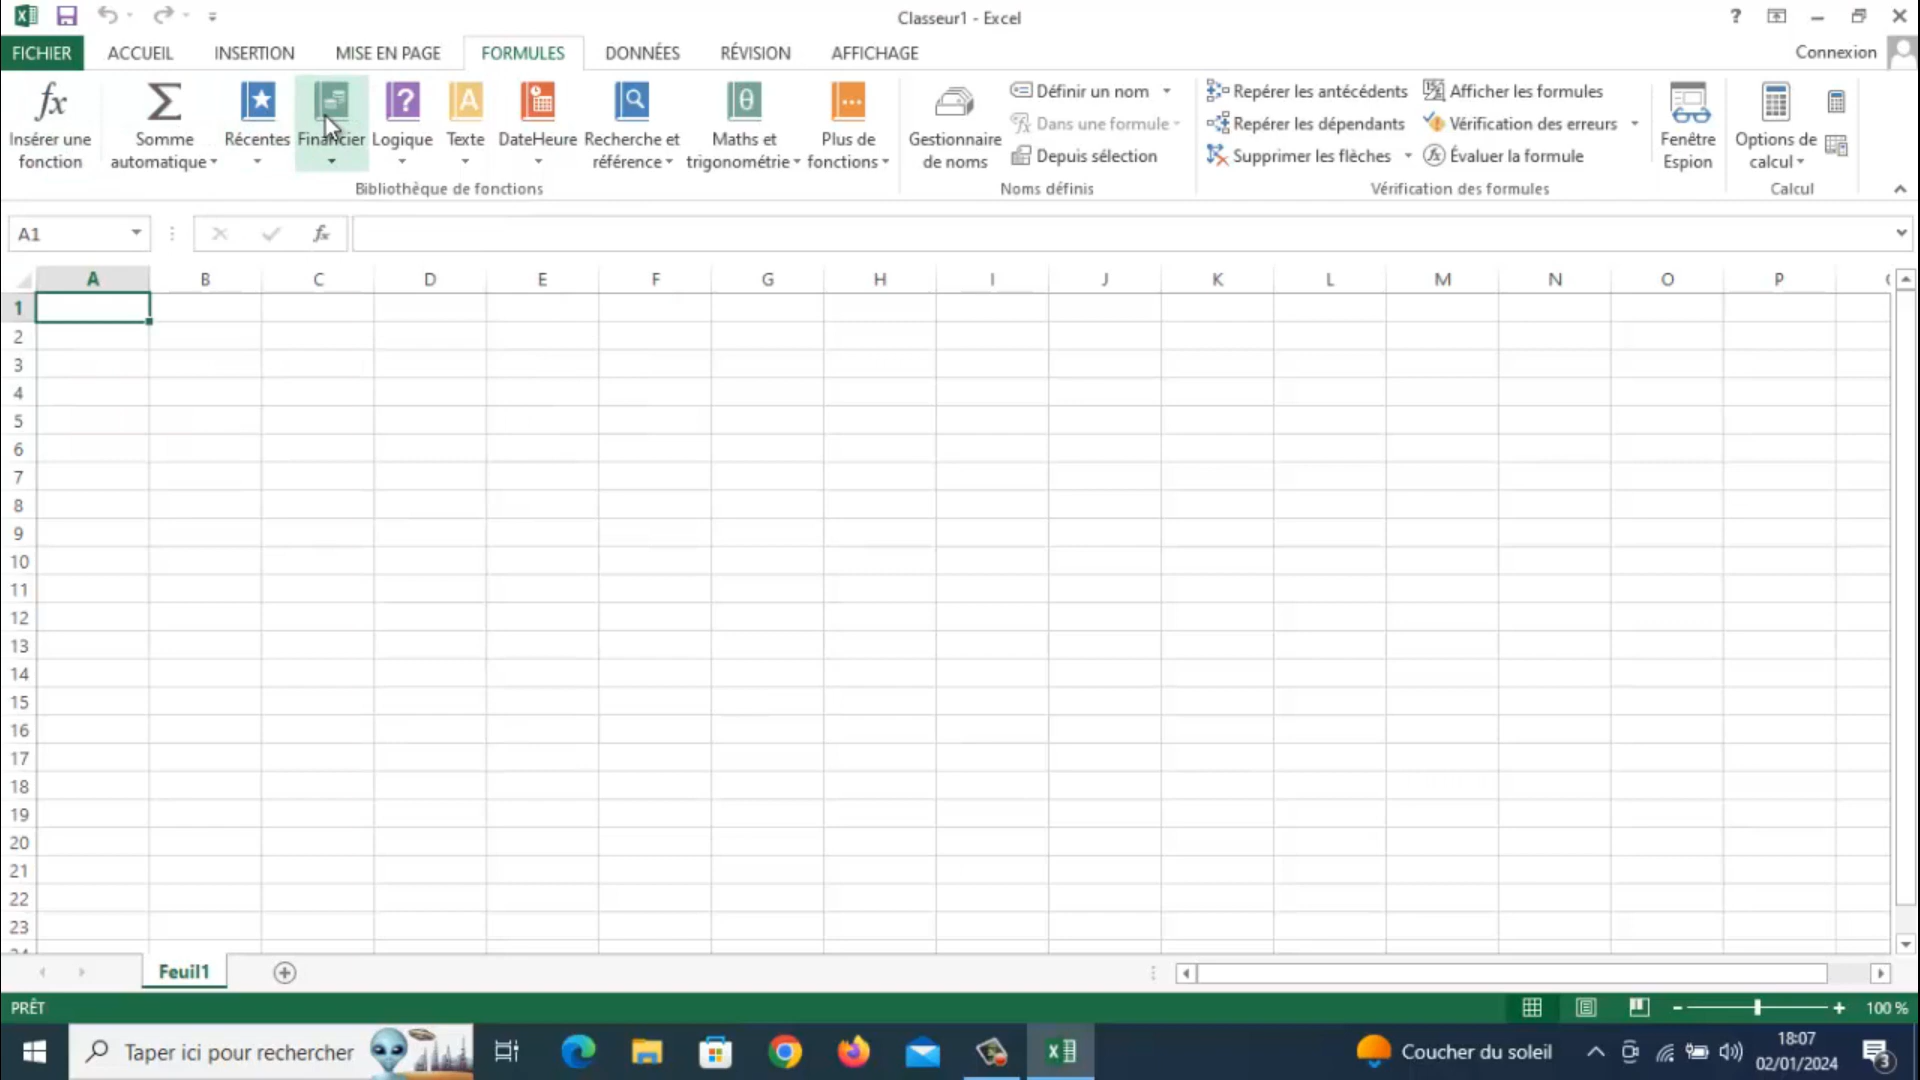 Classeur1 - Excel
?
FICHIER ACCUEIL INSERTION MISE EN PAGE FORMULES DONNÉES RÉVISION AFFICHAGE Connexion
Insérer une fonction
Somme automatique
Récentes
Financier
Logique
Texte
DateHeure
Recherche et référence
Maths et trigonométrie
Plus de fonctions
Bibliothèque de fonctions
Gestionnaire de noms
Définir un nom
Dans une formule
Depuis sélection
Noms définis
Repérer les antécédents
Repérer les dépendants
Supprimer les flèches
Afficher les formules
Vérification des erreurs
Évaluer la formule
Vérification des formules
Fenêtre Espion
Options de calcul
Calcul
A1 fx
A B C D E F G H I J K L M N O P
1
2
3
4
5
6
7
8
9
10
11
12
13
14
15
16
17
18
19
20
21
22
23
Feuil1
PRÊT 100 %
Taper ici pour rechercher
Coucher du soleil
18:07
02/01/2024
3